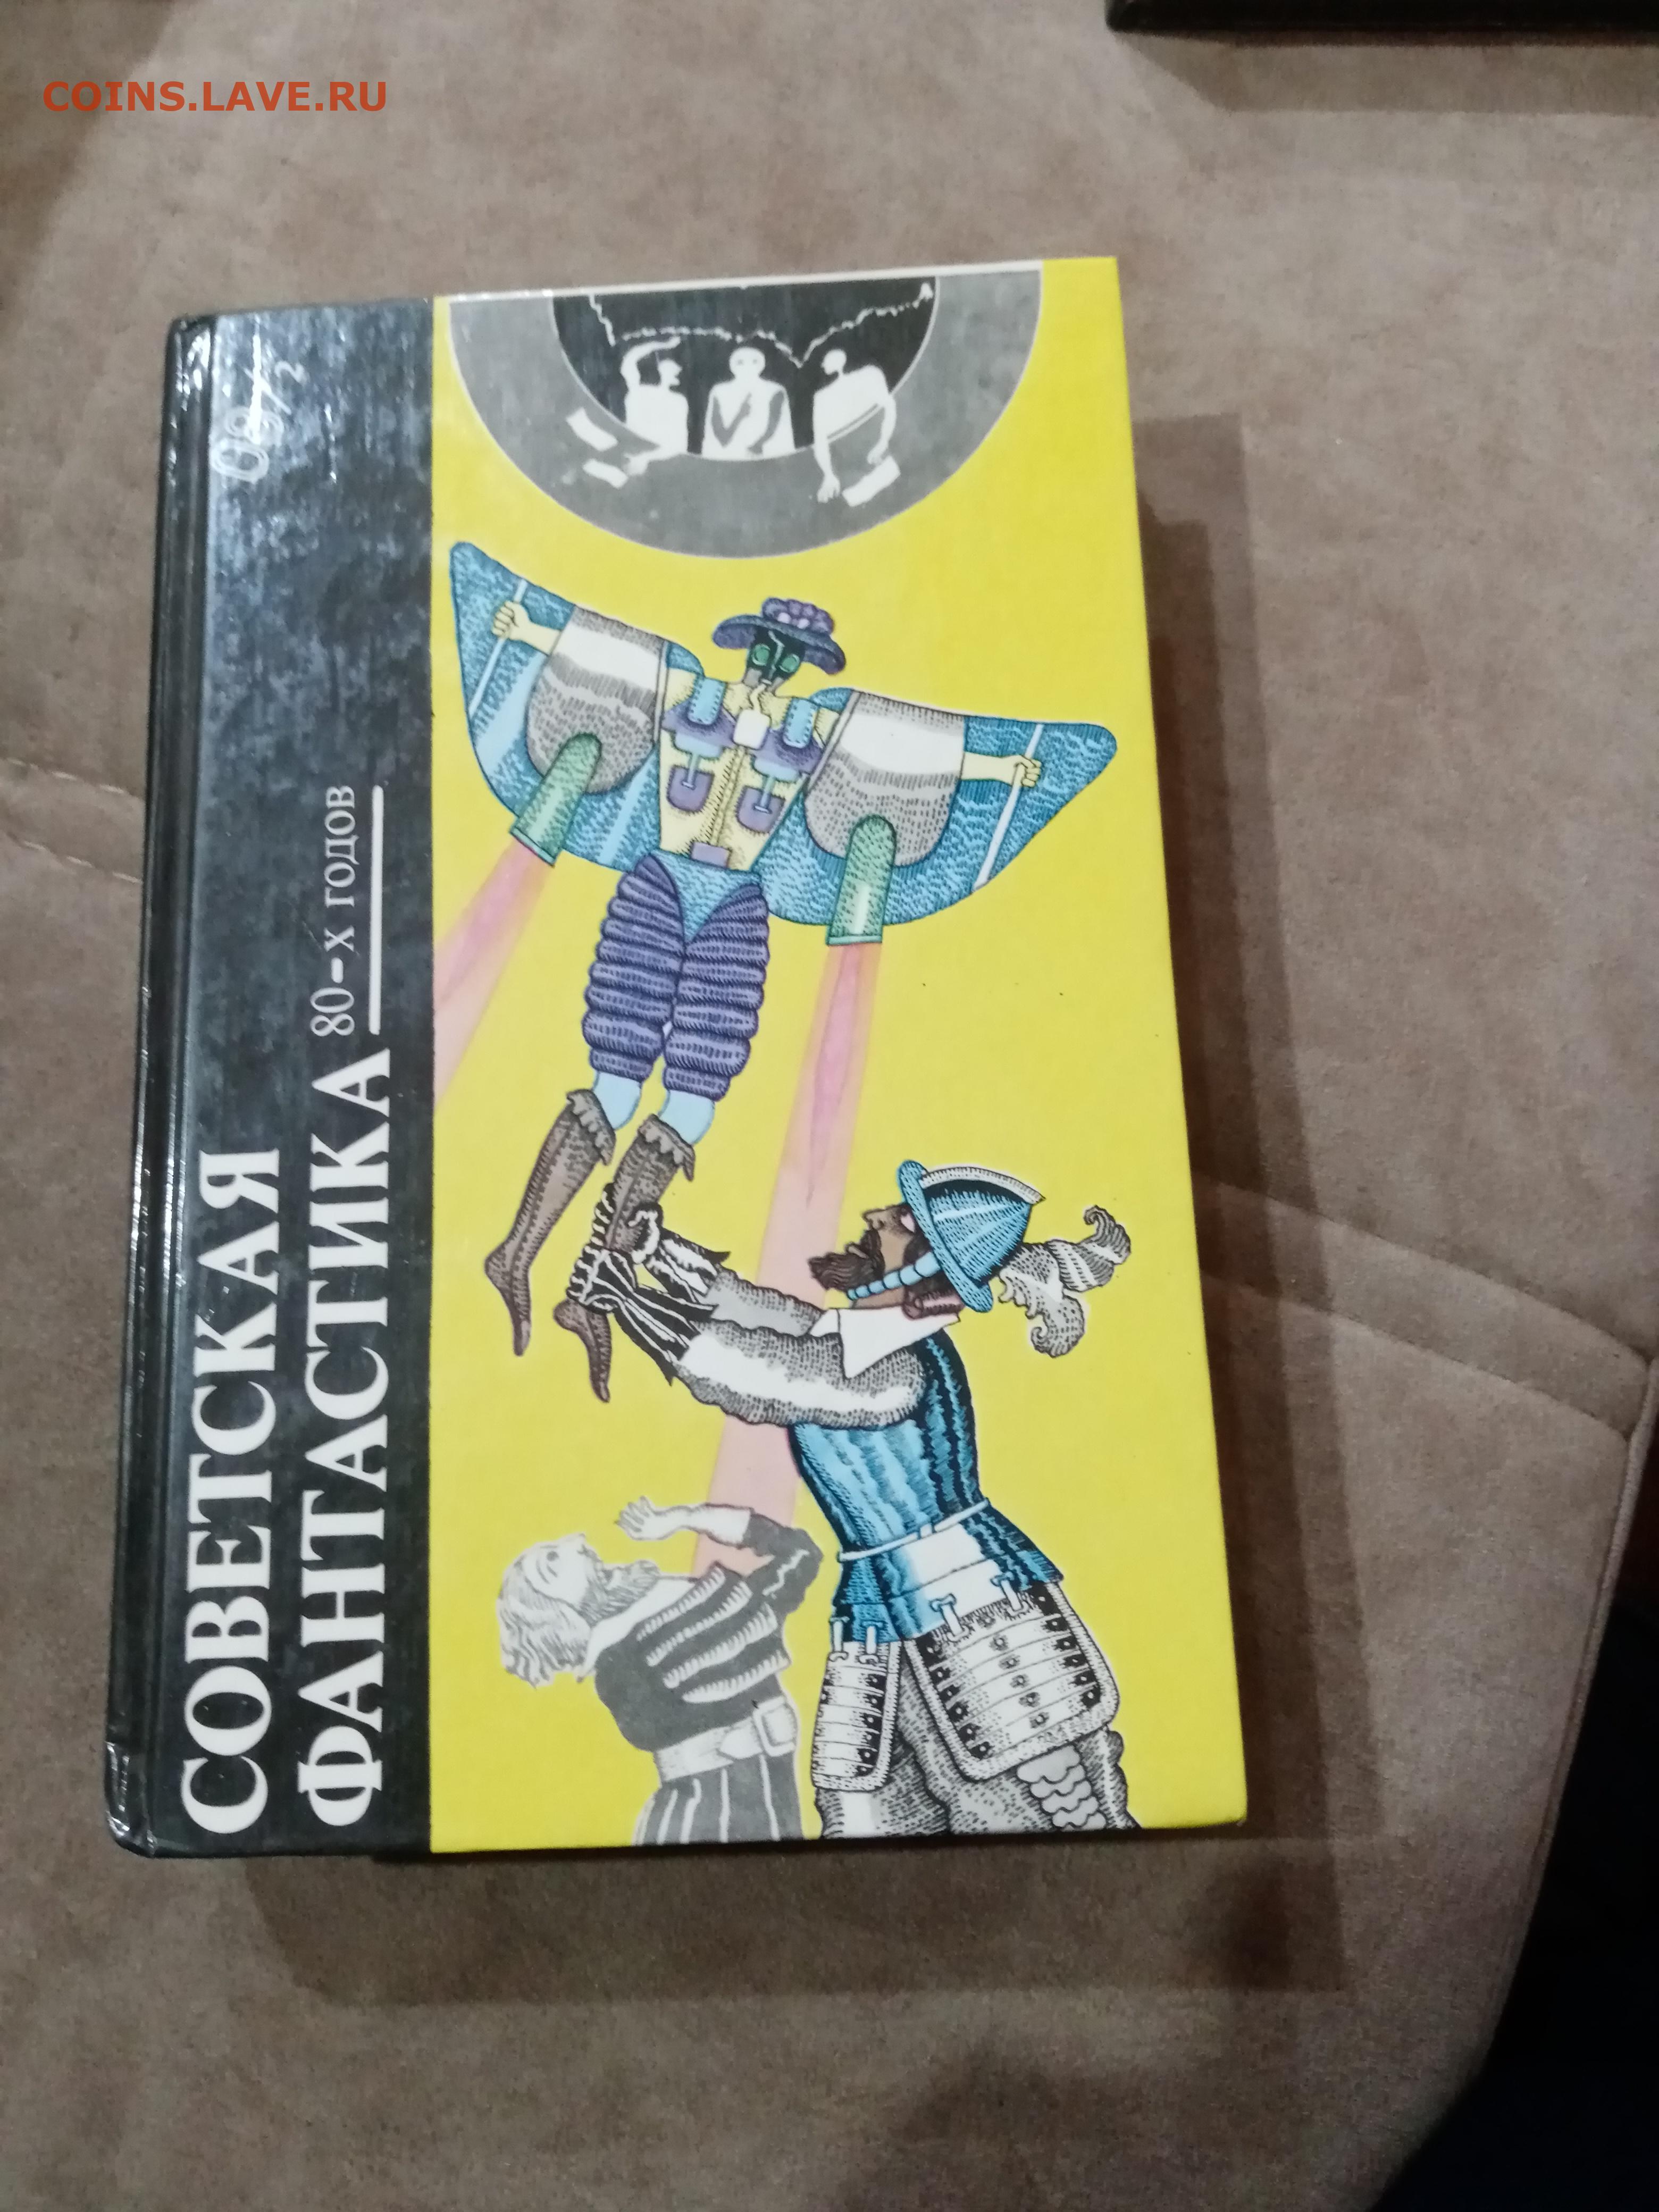 COINS.LAVE.RU
СОВЕТСКАЯ
ФАНТАСТИКА 80-х годов